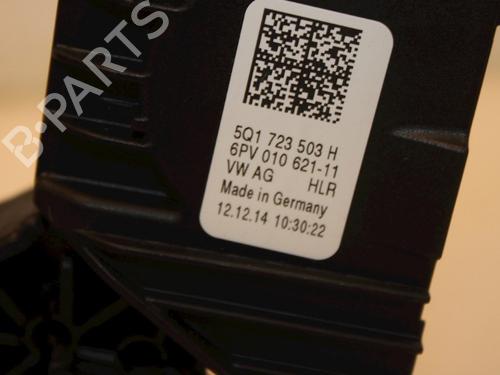 B-PARTS
5Q1 723 503 H
6PV 010 621-11
VW AG HLR
Made in Germany
12.12.14 10:30:22